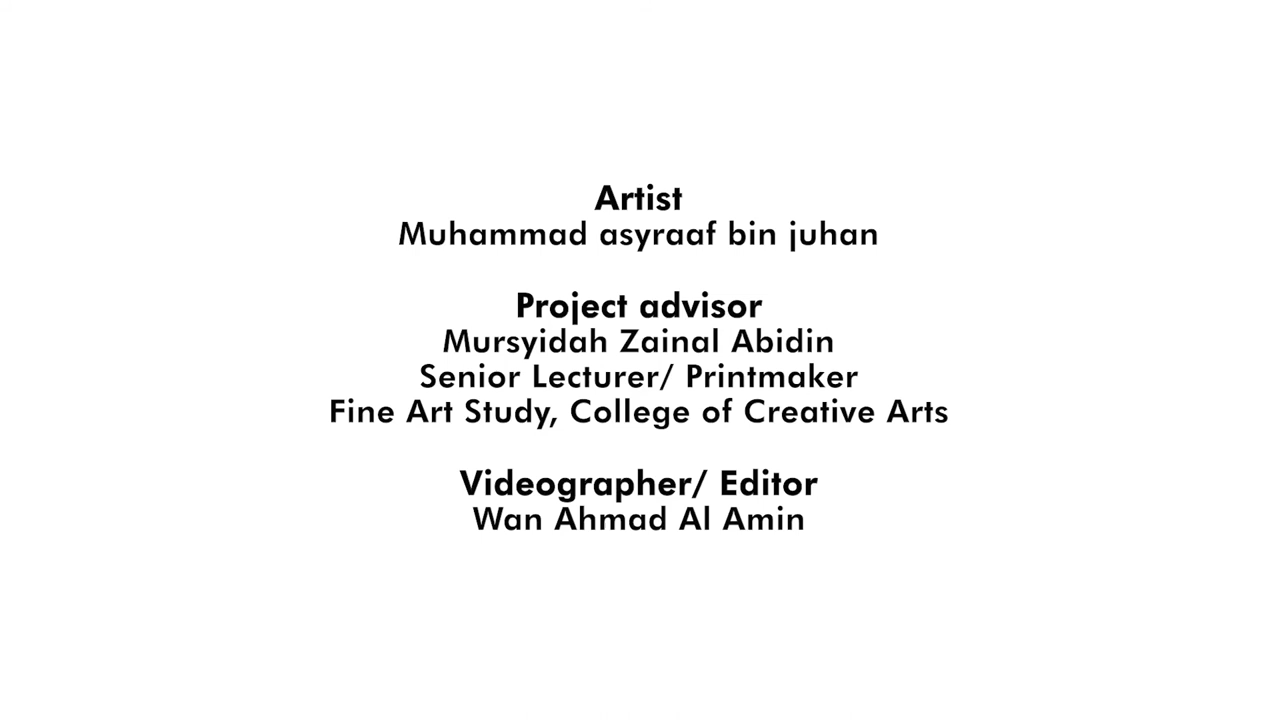 Artist
Muhammad asyraaf bin juhan
Project advisor
Mursyidah Zainal Abidin
Senior Lecturer/ Printmaker
Fine Art Study, College of Creative Arts
Videographer/ Editor
Wan Ahmad Al Amin